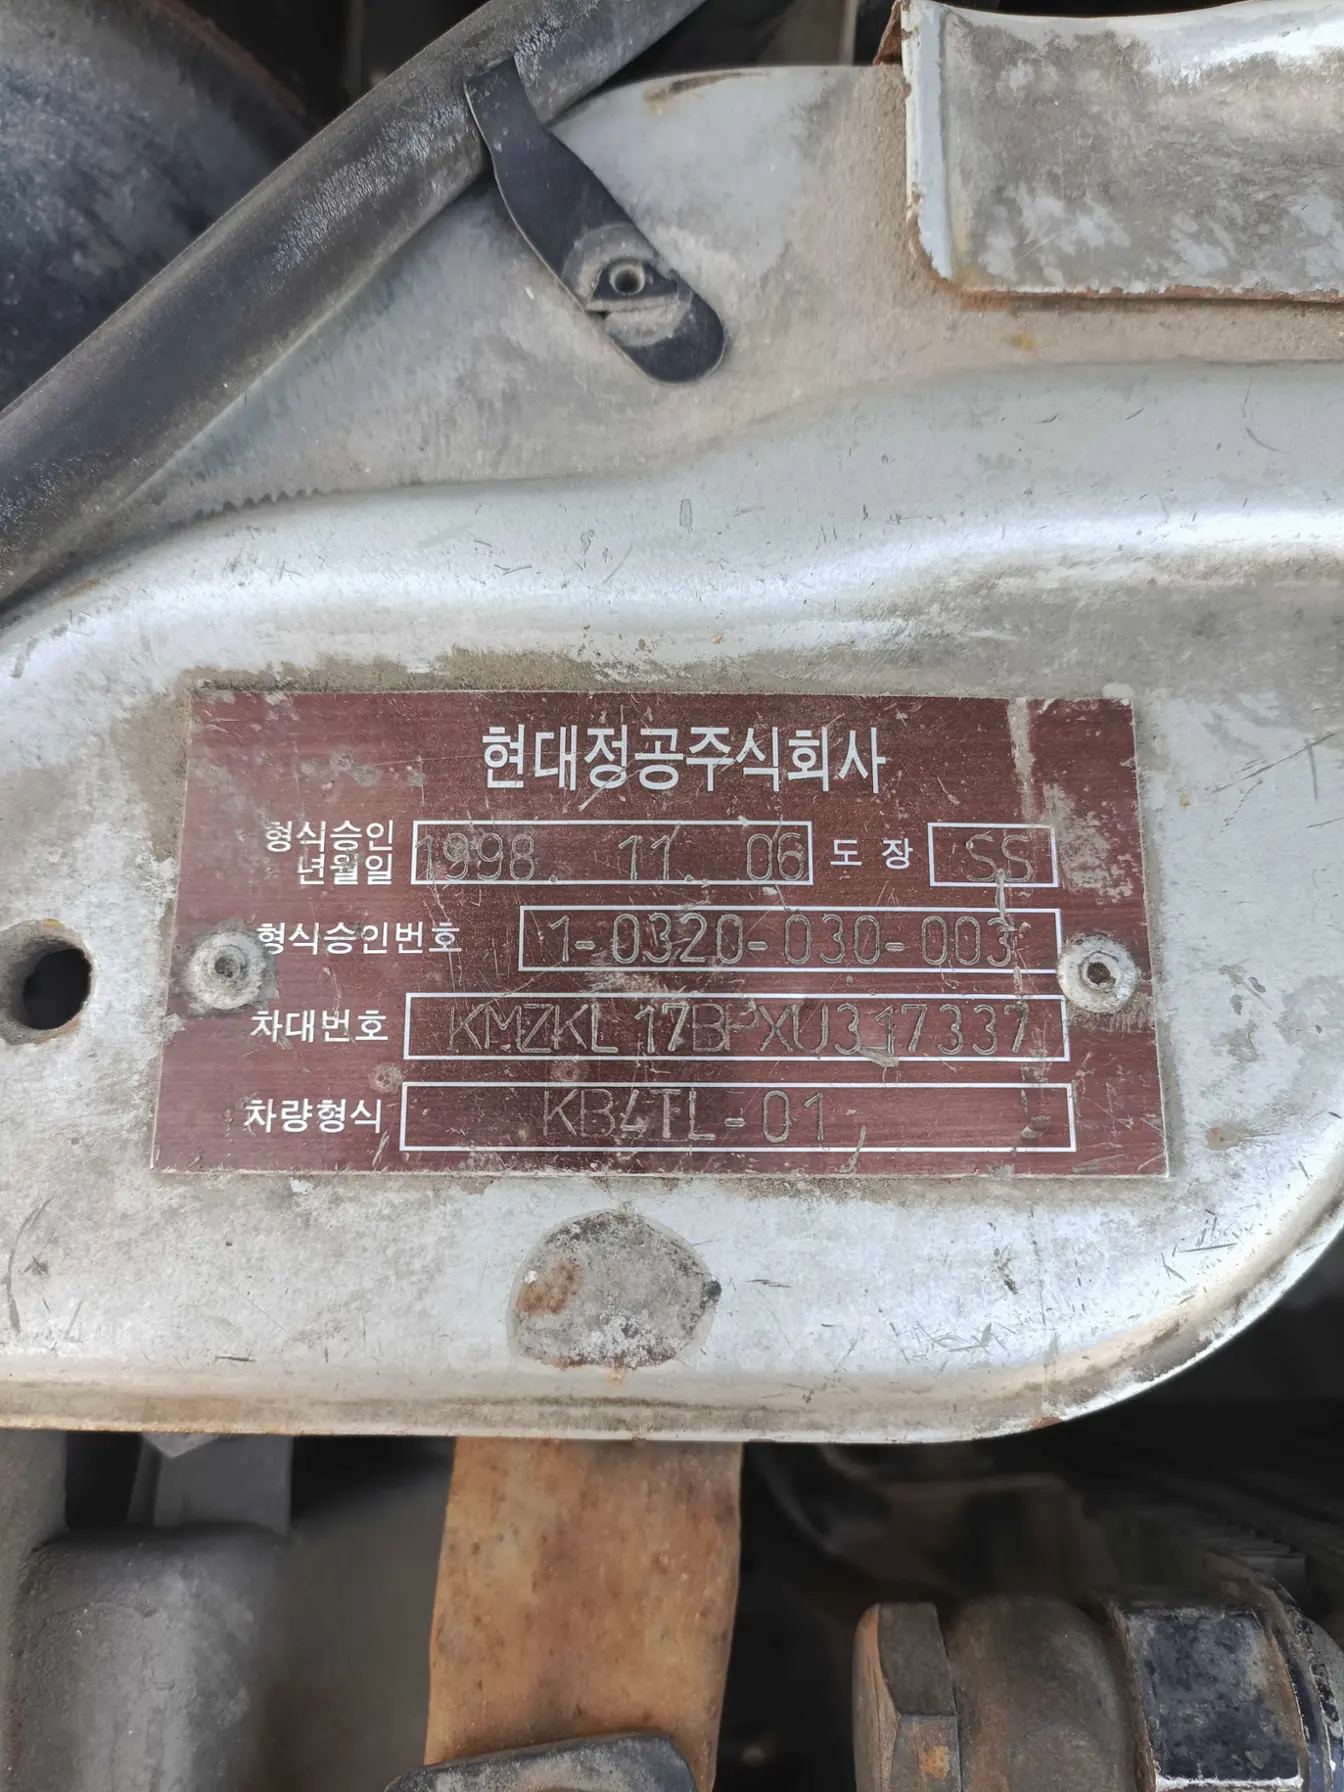 현대정공주식회사
형식승인
년월일 1998. 11. 06 도 장 SS
형식승인번호 1-0320-030-003
차대번호 KMZKL17BPXU317337
차량형식 KB4TL-01